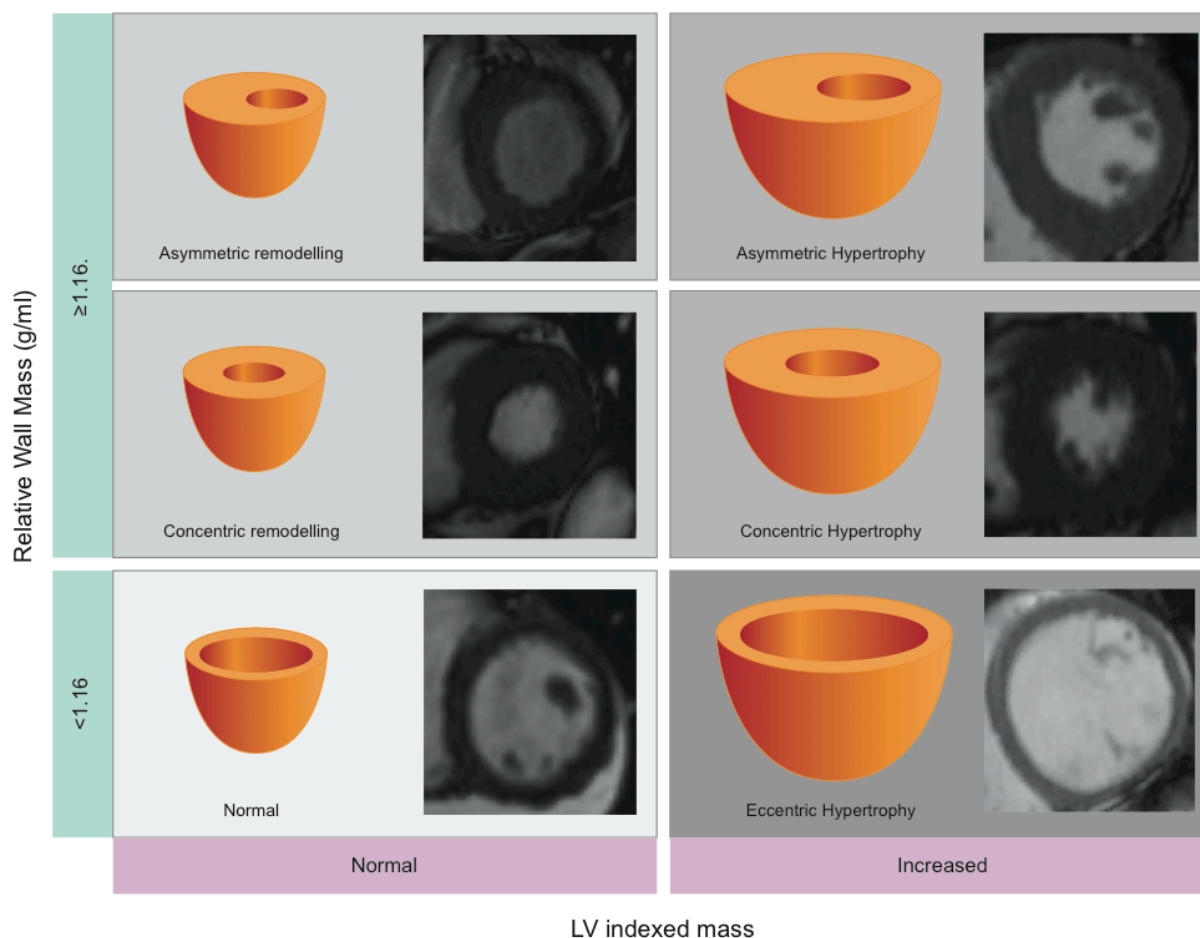 Relative Wall Mass (g/ml)
≥1.16.
<1.16
Asymmetric remodelling
Asymmetric Hypertrophy
Concentric remodelling
Concentric Hypertrophy
Normal
Eccentric Hypertrophy
Normal
Increased
LV indexed mass